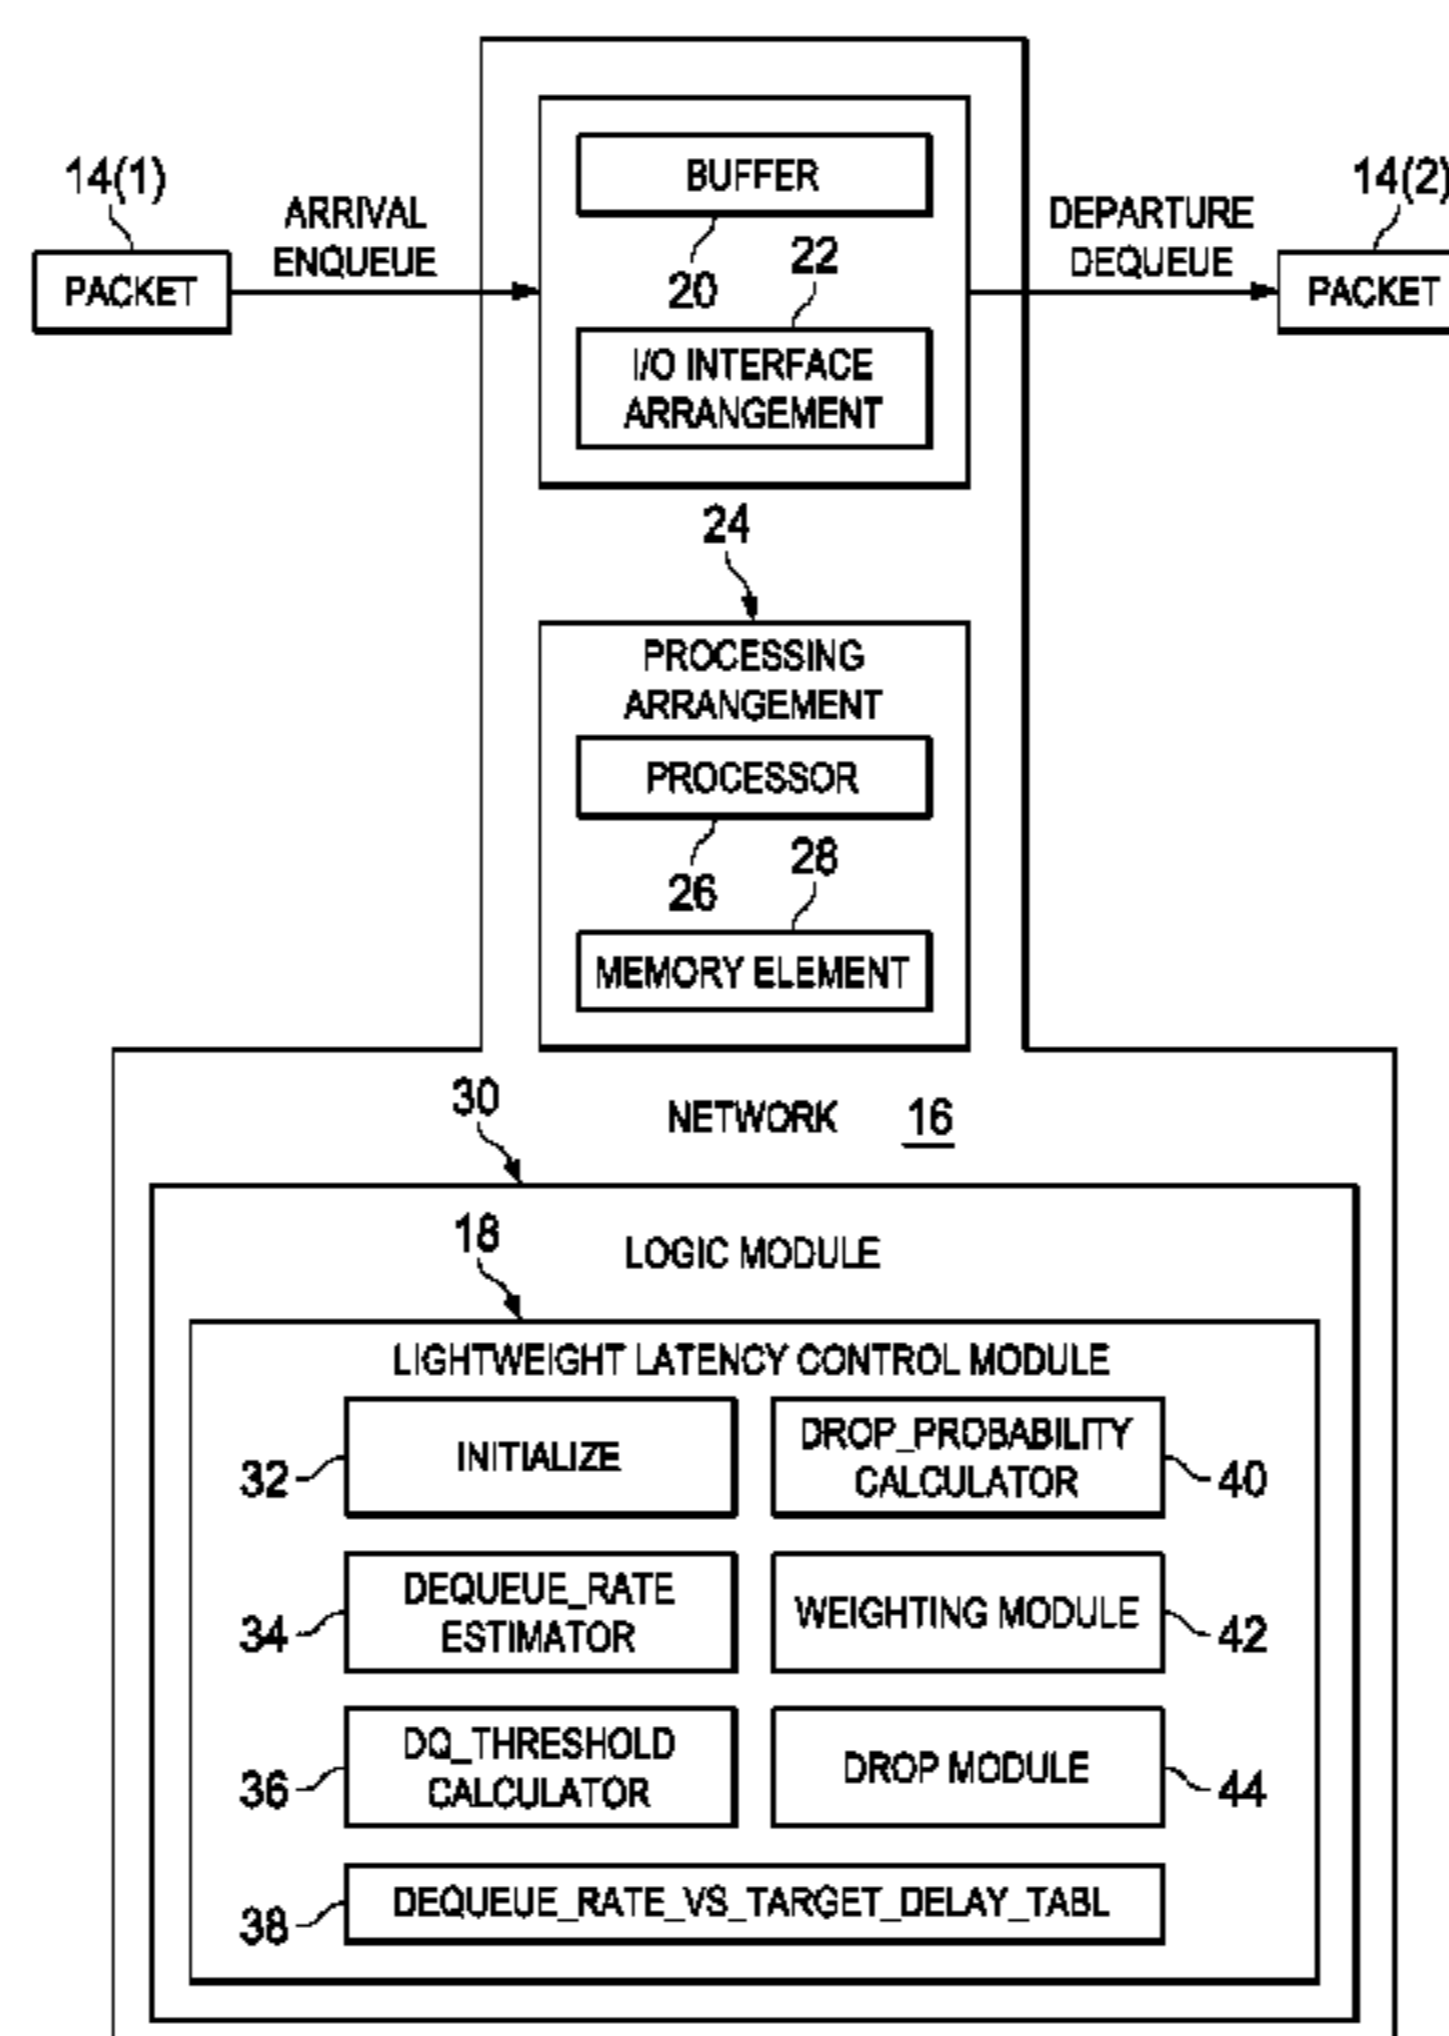 14(1)
14(2)
BUFFER
ARRIVAL
ENQUEUE
DEPARTURE
DEQUEUE
PACKET
20
22
PACKET
I/O INTERFACE
ARRANGEMENT
24
PROCESSING
ARRANGEMENT
PROCESSOR
26
28
MEMORY ELEMENT
30
NETWORK 16
18
LOGIC MODULE
LIGHTWEIGHT LATENCY CONTROL MODULE
32
INITIALIZE
DROP_PROBABILITY
CALCULATOR
40
34
DEQUEUE_RATE
ESTIMATOR
WEIGHTING MODULE
42
36
DQ_THRESHOLD
CALCULATOR
DROP MODULE
44
38
DEQUEUE_RATE_VS_TARGET_DELAY_TABL